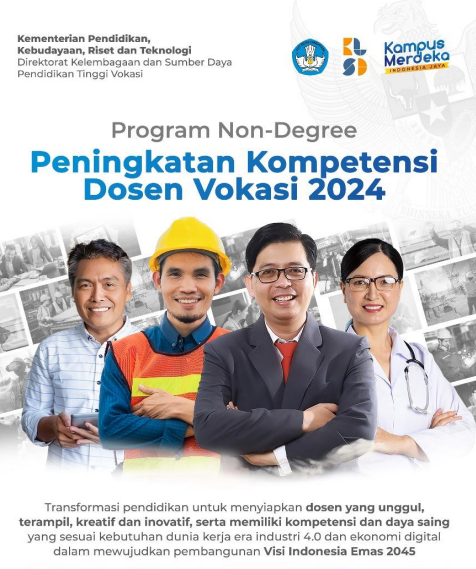 Kementerian Pendidikan,
Kebudayaan, Riset dan Teknologi
Direktorat Kelembagaan dan Sumber Daya
Pendidikan Tinggi Vokasi
Kampus
Merdeka
INDONESIA JAYA
Program Non-Degree
Peningkatan Kompetensi
Dosen Vokasi 2024
Transformasi pendidikan untuk menyiapkan dosen yang unggul,
terampil, kreatif dan inovatif, serta memiliki kompetensi dan daya saing
yang sesuai kebutuhan dunia kerja era industri 4.0 dan ekonomi digital
dalam mewujudkan pembangunan Visi Indonesia Emas 2045